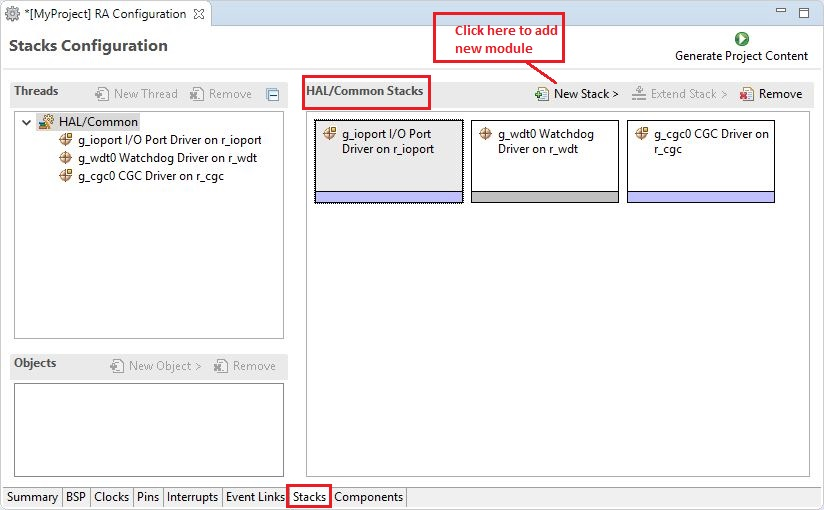 *[MyProject] RA Configuration
Stacks Configuration
Click here to add
new module
Generate Project Content
Threads
New Thread
Remove
HAL/Common Stacks
New Stack >
Extend Stack >
Remove
HAL/Common
g_ioport I/O Port Driver on r_ioport
g_wdt0 Watchdog Driver on r_wdt
g_cgc0 CGC Driver on r_cgc
g_ioport I/O Port
Driver on r_ioport
g_wdt0 Watchdog
Driver on r_wdt
g_cgc0 CGC Driver on
r_cgc
Objects
New Object >
Remove
Summary
BSP
Clocks
Pins
Interrupts
Event Links
Stacks
Components